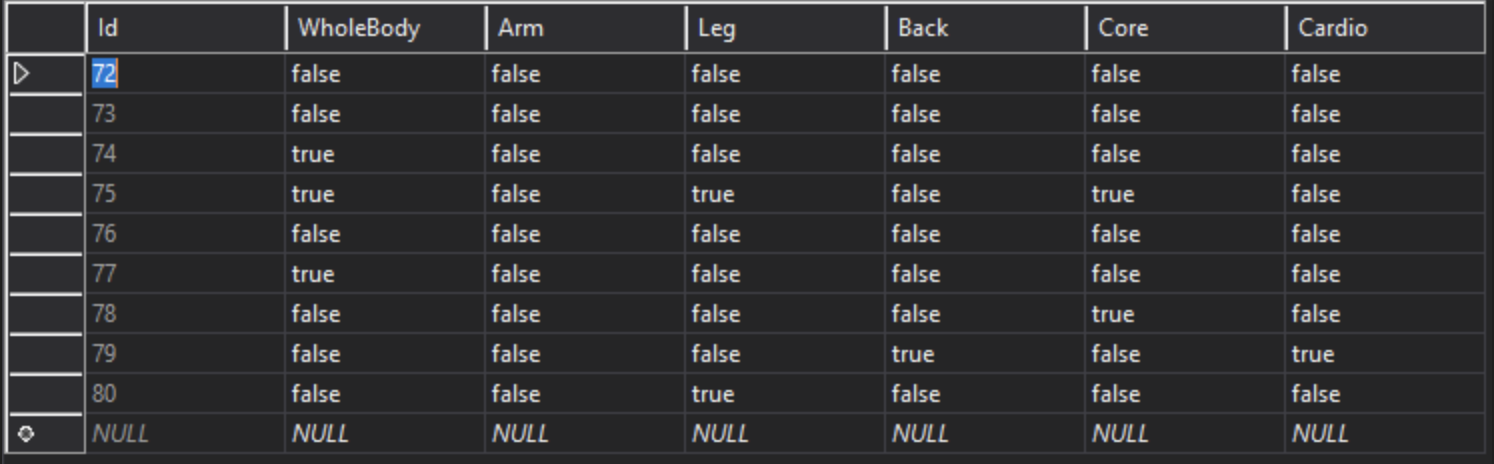 Id WholeBody Arm Leg Back Core Cardio
72 false false false false false false
73 false false false false false false
74 true false false false false false
75 true false true false true false
76 false false false false false false
77 true false false false false false
78 false false false false true false
79 false false false true false true
80 false false true false false false
NULL NULL NULL NULL NULL NULL NULL